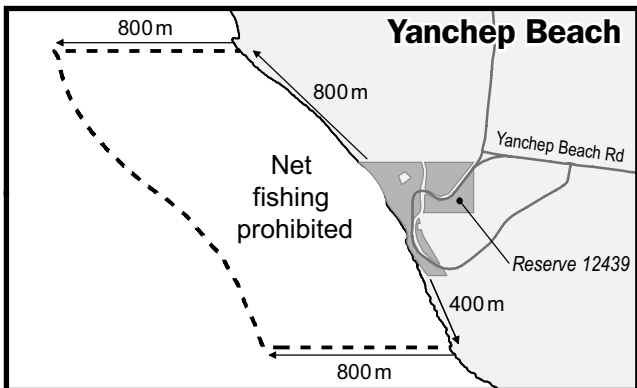 Yanchep Beach
800 m
800 m
Yanchep Beach Rd
Net
fishing
prohibited
Reserve 12439
400 m
800 m